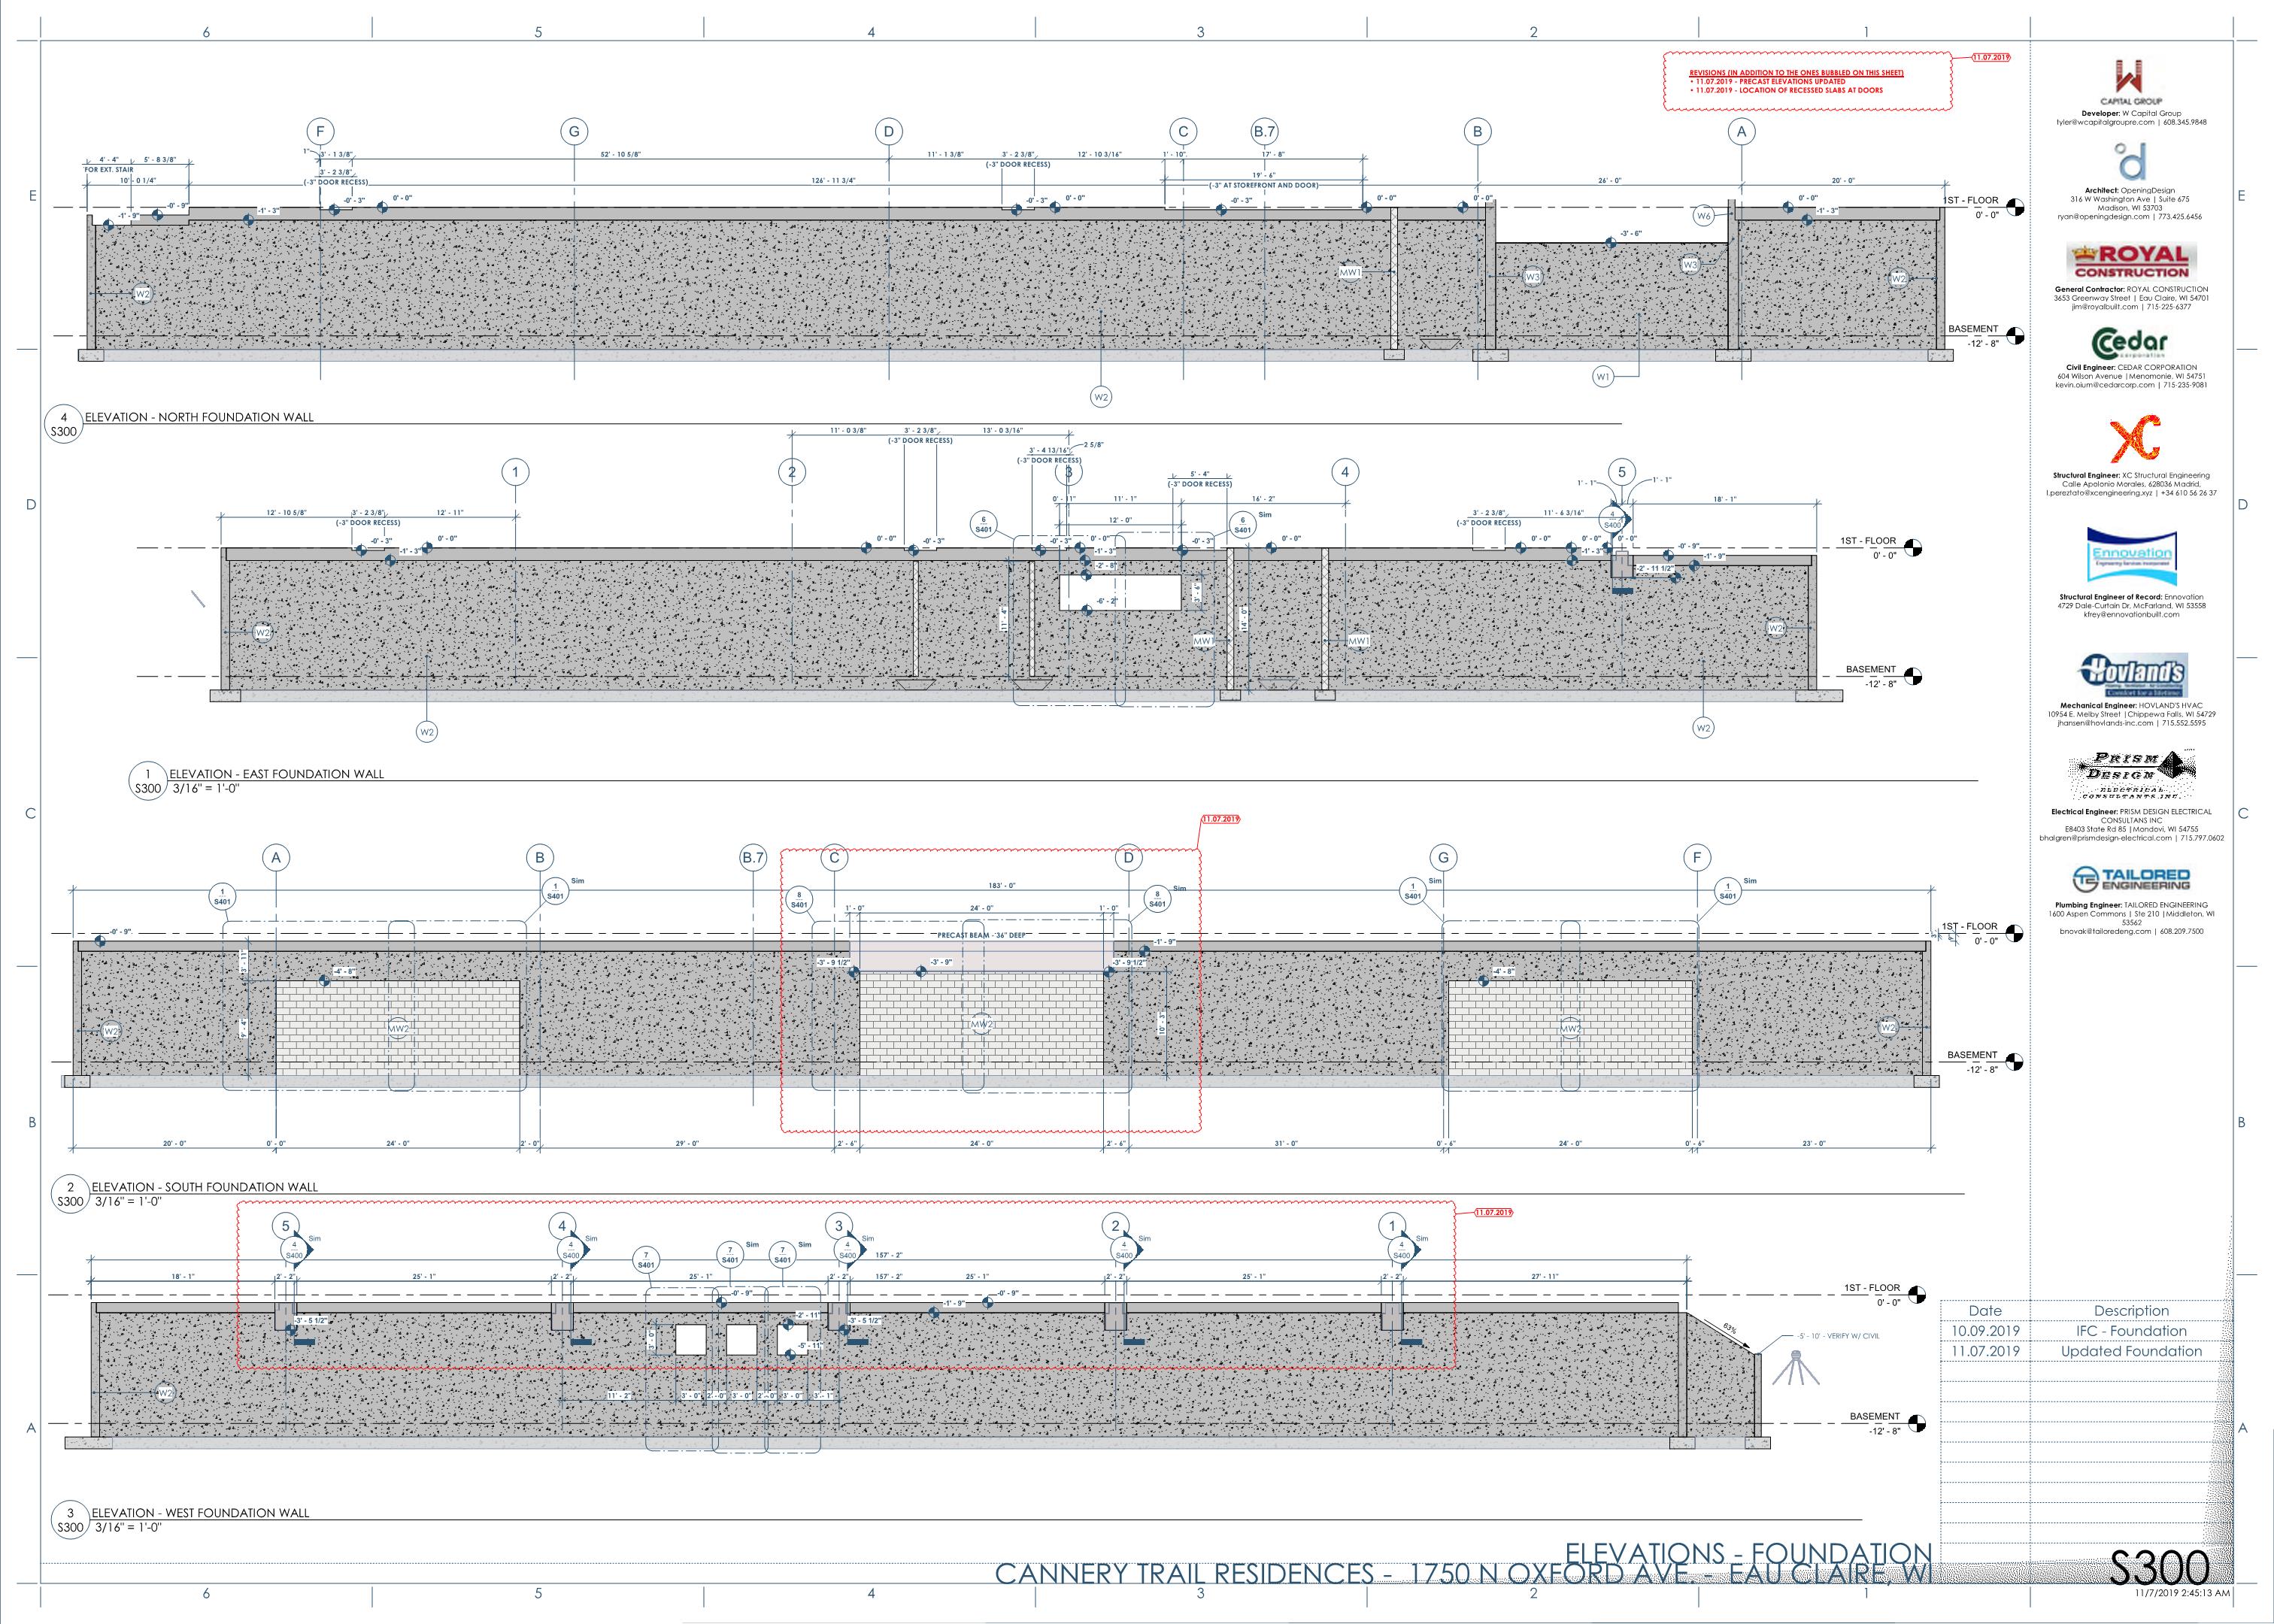 6 5 4 3 2 1
REVISIONS (IN ADDITION TO THE ONES BUBBLED ON THIS SHEET)
• 11.07.2019 - PRECAST ELEVATIONS UPDATED
• 11.07.2019 - LOCATION OF RECESSED SLABS AT DOORS
11.07.2019
F G D C B.7 B A
4' - 4" 5' - 8 3/8" 1" 3' - 1 3/8" 52' - 10 5/8" 11' - 1 3/8" 3' - 2 3/8" 12' - 10 3/16" 1' - 10" 17' - 8"
FOR EXT. STAIR 3' - 2 3/8" (-3" DOOR RECESS) 19' - 6"
10' - 0 1/4" (-3" DOOR RECESS) 126' - 11 3/4" (-3" AT STOREFRONT AND DOOR) 26' - 0" 20' - 0"
E E
-1' - 9" -0' - 9" -1' - 3" -0' - 3" 0' - 0" -0' - 3" 0' - 0" -0' - 3" 0' - 0" 0' - 0" W6 0' - 0" -1' - 3"
1ST - FLOOR
0' - 0"
-3' - 6"
W2 MW1 W3 W3 W2
BASEMENT
-12' - 8"
W2 W1
4
S300
ELEVATION - NORTH FOUNDATION WALL
11' - 0 3/8" 3' - 2 3/8" 13' - 0 3/16"
(-3" DOOR RECESS)
3' - 4 13/16" 2 5/8"
(-3" DOOR RECESS)
1 2 3 4 5
5' - 4"
(-3" DOOR RECESS)
1' - 1" 1' - 1"
D D
0' - 11" 11' - 1" 16' - 2" 18' - 1"
12' - 10 5/8" 3' - 2 3/8" 12' - 11" 12' - 0" 3' - 2 3/8" 11' - 6 3/16"
(-3" DOOR RECESS) (-3" DOOR RECESS)
6
S401
6
S401
Sim
4
S400
-0' - 3" 0' - 0" -1' - 3" 0' - 0" -0' - 3" -0' - 3" 0' - 0" -1' - 3" -2' - 8" -0' - 3" 0' - 0" 0' - 0" 0' - 0" 0' - 0" -1' - 3" -0' - 9" -1' - 9"
-2' - 11 1/2"
-6' - 2" 3' - 6" 11' - 6" 14' - 0"
1ST - FLOOR
0' - 0"
W2 MW1 MW1 W2
BASEMENT
-12' - 8"
W2 W2
1
S300
ELEVATION - EAST FOUNDATION WALL
3/16" = 1'-0"
C C
11.07.2019
A B B.7 C D G F
1
S401
1
S401
Sim
8
S401
8
S401
Sim
1
S401
Sim
1
S401
Sim
183' - 0"
1' - 0" 24' - 0" 1' - 0"
PRECAST BEAM - 36" DEEP
-0' - 9" -1' - 9"
1ST - FLOOR
0' - 0"
3' - 11" -4' - 8" -3' - 9 1/2" -3' - 9" -3' - 9 1/2" -4' - 8"
9' - 4" 10' - 3"
W2 MW2 MW2 MW2 W2
BASEMENT
-12' - 8"
B B
20' - 0" 0' - 0" 24' - 0" 2' - 0" 29' - 0" 2' - 6" 24' - 0" 2' - 6" 31' - 0" 0' - 6" 24' - 0" 0' - 6" 23' - 0"
2
S300
ELEVATION - SOUTH FOUNDATION WALL
3/16" = 1'-0"
11.07.2019
5 4 3 2 1
4
S400
Sim
4
S400
7
S401
7
S401
Sim
7
S401
Sim
4
S400
Sim
4
S400
4
S400
Sim
157' - 2"
18' - 1" 2' - 2" 25' - 1" 2' - 2" 25' - 1" 2' - 2" 157' - 2" 25' - 1" 2' - 2" 25' - 1" 2' - 2" 27' - 11"
-0' - 9" -0' - 9" -1' - 9"
1ST - FLOOR
0' - 0"
-3' - 5 1/2" 3' - 0" -2' - 11" -5' - 11" -3' - 5 1/2"
63%
-5' - 10' - VERIFY W/ CIVIL
W2
11' - 2" 3' - 0" 2' - 0" 3' - 0" 2' - 0" 3' - 0" 3' - 1"
BASEMENT
-12' - 8"
A A
3
S300
ELEVATION - WEST FOUNDATION WALL
3/16" = 1'-0"
W
CAPITAL GROUP
Developer: W Capital Group
tyler@wcapitalgroupre.com | 608.345.9848
d
Architect: OpeningDesign
316 W Washington Ave | Suite 675
Madison, WI 53703
ryan@openingdesign.com | 773.425.6456
ROYAL
CONSTRUCTION
General Contractor: ROYAL CONSTRUCTION
3653 Greenway Street | Eau Claire, WI 54701
jim@royalbuilt.com | 715-225-6377
Cedar
corporation
Civil Engineer: CEDAR CORPORATION
604 Wilson Avenue |Menomonie, WI 54751
kevin.oium@cedarcorp.com | 715-235-9081
XC
Structural Engineer: XC Structural Engineering
Calle Apolonio Morales, 628036 Madrid,
l.pereztato@xcengineering.xyz | +34 610 56 26 37
Ennovation
Engineering Services Incorporated
Structural Engineer of Record: Ennovation
4729 Dale-Curtain Dr, McFarland, WI 53558
kfrey@ennovationbuilt.com
Hovland's
Comfort for a lifetime
Mechanical Engineer: HOVLAND'S HVAC
10954 E. Melby Street |Chippewa Falls, WI 54729
jhansen@hovlands-inc.com | 715.552.5595
PRISM
DESIGN
ELECTRICAL
CONSULTANTS INC.
Electrical Engineer: PRISM DESIGN ELECTRICAL
CONSULTANS INC
E8403 State Rd 85 |Mondovi, WI 54755
bhalgren@prismdesign-electrical.com | 715.797.0602
TE TAILORED
ENGINEERING
Plumbing Engineer: TAILORED ENGINEERING
1600 Aspen Commons | Ste 210 |Middleton, WI
53562
bnovak@tailoredeng.com | 608.209.7500
Date Description
10.09.2019 IFC - Foundation
11.07.2019 Updated Foundation
ELEVATIONS - FOUNDATION
CANNERY TRAIL RESIDENCES - 1750 N OXFORD AVE. - EAU CLAIRE, WI
S300
11/7/2019 2:45:13 AM
6 5 4 3 2 1